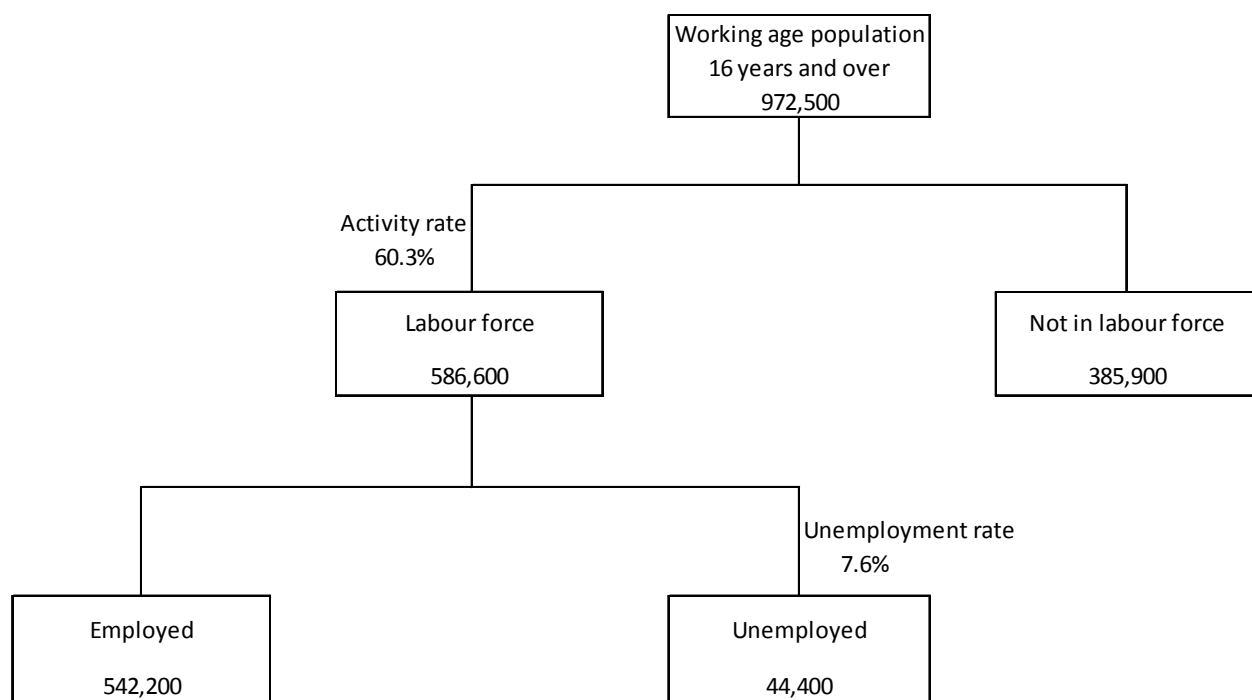 Working age population
16 years and over
972,500
Activity rate
60.3%
Labour force
586,600
Not in labour force
385,900
Unemployment rate
7.6%
Employed
542,200
Unemployed
44,400